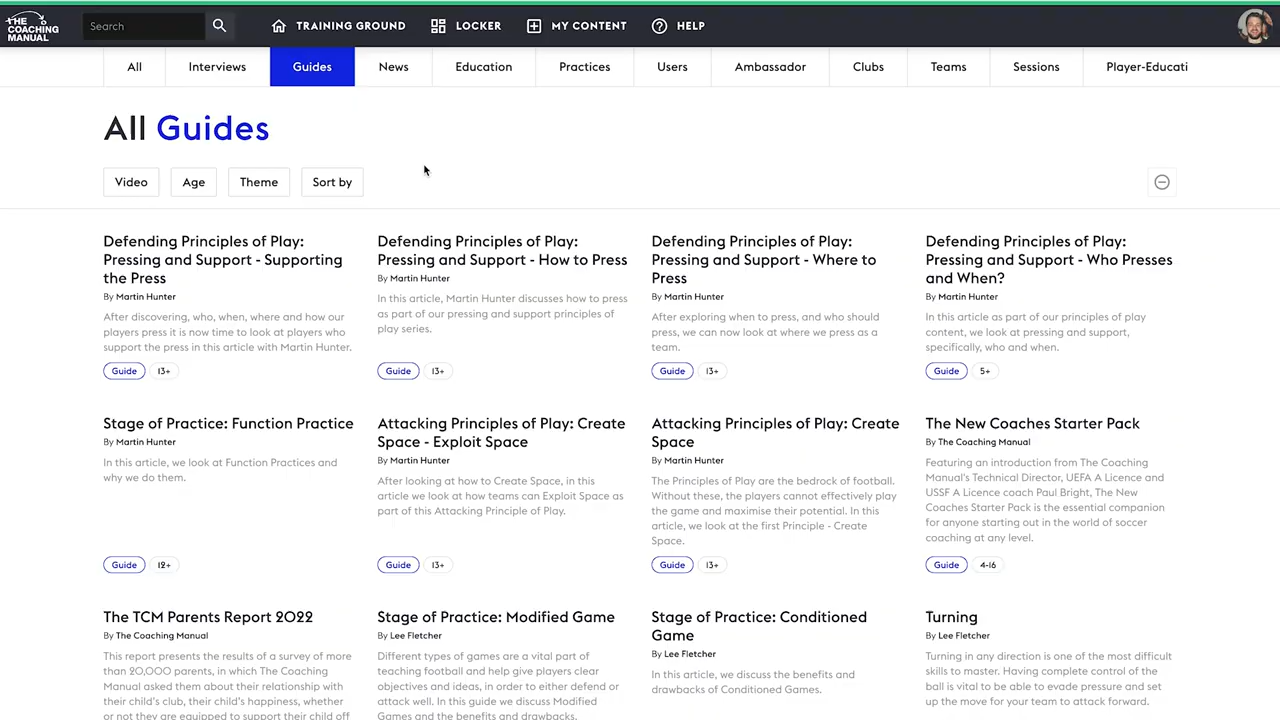 THE COACHING MANUAL
Search
TRAINING GROUND
LOCKER
MY CONTENT
HELP
All
Interviews
Guides
News
Education
Practices
Users
Ambassador
Clubs
Teams
Sessions
Player-Educati
All Guides
Video
Age
Theme
Sort by
Defending Principles of Play:
Pressing and Support - Supporting
the Press
By Martin Hunter
After discovering, who, when, where and how our
players press it is now time to look at players who
support the press in this article with Martin Hunter.
Guide
13+
Defending Principles of Play:
Pressing and Support - How to Press
By Martin Hunter
In this article, Martin Hunter discusses how to press
as part of our pressing and support principles of
play series.
Guide
13+
Defending Principles of Play:
Pressing and Support - Where to
Press
By Martin Hunter
After exploring when to press, and who should
press, we can now look at where we press as a
team.
Guide
13+
Defending Principles of Play:
Pressing and Support - Who Presses
and When?
By Martin Hunter
In this article as part of our principles of play
content, we look at pressing and support,
specifically, who and when.
Guide
5+
Stage of Practice: Function Practice
By Martin Hunter
In this article, we look at Function Practices and
why we do them.
Guide
12+
Attacking Principles of Play: Create
Space - Exploit Space
By Martin Hunter
After looking at how to Create Space, in this
article we look at how teams can Exploit Space as
part of this Attacking Principle of Play.
Guide
13+
Attacking Principles of Play: Create
Space
By Martin Hunter
The Principles of Play are the bedrock of football.
Without these, the players cannot effectively play
the game and maximise their potential. In this
article, we look at the first Principle - Create
Space.
Guide
13+
The New Coaches Starter Pack
By The Coaching Manual
Featuring an introduction from The Coaching
Manual's Technical Director, UEFA A Licence and
USSF A Licence coach Paul Bright, The New
Coaches Starter Pack is the essential companion
for anyone starting out in the world of soccer
coaching at any level.
Guide
4-16
The TCM Parents Report 2022
By The Coaching Manual
This report presents the results of a survey of more
than 20,000 parents, in which The Coaching
Manual asked them about their relationship with
their child's club, their child's happiness, whether
or not they are equipped to support their child off
Stage of Practice: Modified Game
By Lee Fletcher
Different types of games are a vital part of
teaching football and help give players clear
objectives and ideas, in order to either defend or
attack well. In this guide we discuss Modified
Games and the benefits and drawbacks.
Stage of Practice: Conditioned
Game
By Lee Fletcher
In this article, we discuss the benefits and
drawbacks of Conditioned Games.
Turning
By Lee Fletcher
Turning in any direction is one of the most difficult
skills to master. Having complete control of the
ball is vital to be able to evade pressure and set
up the move for your team to attack forward.